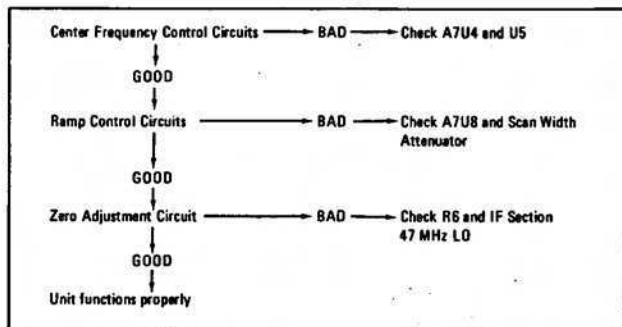 Center Frequency Control Circuits BAD Check A7U4 and U5
GOOD
Ramp Control Circuits BAD Check A7U8 and Scan Width
Attenuator
GOOD
Zero Adjustment Circuit BAD Check R6 and IF Section
47 MHz LO
GOOD
Unit functions properly